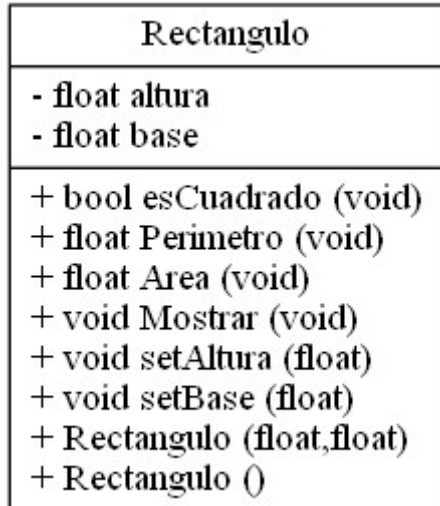 Rectangulo
- float altura
- float base
+ bool esCuadrado (void)
+ float Perimetro (void)
+ float Area (void)
+ void Mostrar (void)
+ void setAltura (float)
+ void setBase (float)
+ Rectangulo (float,float)
+ Rectangulo ()